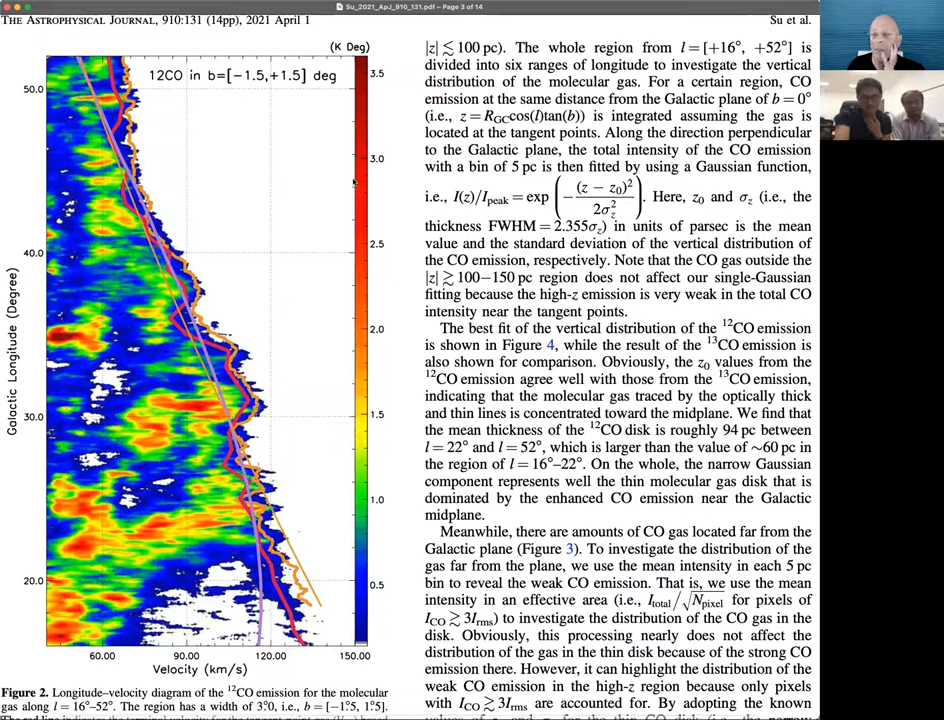 Su_2021_ApJ_910_131.pdf – Page 3 of 14
THE ASTROPHYSICAL JOURNAL, 910:131 (14pp), 2021 April 1
Su et al.
(K Deg)
12CO in b=[-1.5,+1.5] deg
50.0
40.0
30.0
20.0
Galactic Longitude (Degree)
60.00 90.00 120.00 150.00
Velocity (km/s)
3.5
3.0
2.5
2.0
1.5
1.0
0.5
Figure 2. Longitude–velocity diagram of the ¹²CO emission for the molecular
gas along l = 16°–52°. The region has a width of 3°.0, i.e., b = [−1°.5, 1°.5].
|z| ≲ 100 pc). The whole region from l = [+16°, +52°] is
divided into six ranges of longitude to investigate the vertical
distribution of the molecular gas. For a certain region, CO
emission at the same distance from the Galactic plane of b = 0°
(i.e., z = R_GCcos(l)tan(b)) is integrated assuming the gas is
located at the tangent points. Along the direction perpendicular
to the Galactic plane, the total intensity of the CO emission
with a bin of 5 pc is then fitted by using a Gaussian function,
i.e., I(z)/I_peak = exp(−(z − z₀)²/2σ_z²). Here, z₀ and σ_z (i.e., the
thickness FWHM = 2.355σ_z) in units of parsec is the mean
value and the standard deviation of the vertical distribution of
the CO emission, respectively. Note that the CO gas outside the
|z| ≳ 100−150 pc region does not affect our single-Gaussian
fitting because the high-z emission is very weak in the total CO
intensity near the tangent points.
The best fit of the vertical distribution of the ¹²CO emission
is shown in Figure 4, while the result of the ¹³CO emission is
also shown for comparison. Obviously, the z₀ values from the
¹²CO emission agree well with those from the ¹³CO emission,
indicating that the molecular gas traced by the optically thick
and thin lines is concentrated toward the midplane. We find that
the mean thickness of the ¹²CO disk is roughly 94 pc between
l = 22° and l = 52°, which is larger than the value of ~60 pc in
the region of l = 16°–22°. On the whole, the narrow Gaussian
component represents well the thin molecular gas disk that is
dominated by the enhanced CO emission near the Galactic
midplane.
Meanwhile, there are amounts of CO gas located far from the
Galactic plane (Figure 3). To investigate the distribution of the
gas far from the plane, we use the mean intensity in each 5 pc
bin to reveal the weak CO emission. That is, we use the mean
intensity in an effective area (i.e., I_total/√N_pixel for pixels of
I_CO ≳ 3I_rms) to investigate the distribution of the CO gas in the
disk. Obviously, this processing nearly does not affect the
distribution of the gas in the thin disk because of the strong CO
emission there. However, it can highlight the distribution of the
weak CO emission in the high-z region because only pixels
with I_CO ≳ 3I_rms are accounted for. By adopting the known